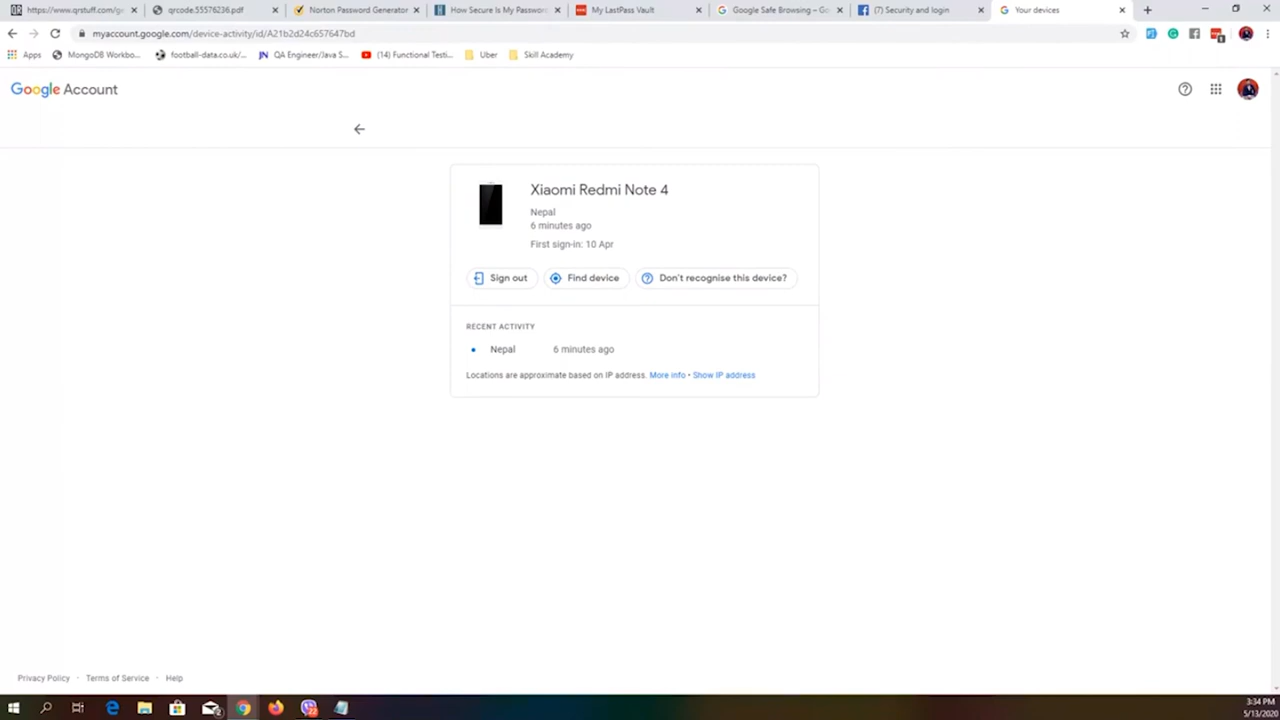 https://www.qrstuff.com/ge
qrcode.55576236.pdf
Norton Password Generator
How Secure Is My Passwor
My LastPass Vault
Google Safe Browsing – Go
(7) Security and login
Your devices
myaccount.google.com/device-activity/id/A21b2d24c657647bd
Apps
MongoDB Workbo...
football-data.co.uk/...
QA Engineer/Java S...
(14) Functional Testi...
Uber
Skill Academy
Google Account
Xiaomi Redmi Note 4
Nepal
6 minutes ago
First sign-in: 10 Apr
Sign out
Find device
Don't recognise this device?
RECENT ACTIVITY
Nepal 6 minutes ago
Locations are approximate based on IP address. More info • Show IP address
Privacy Policy · Terms of Service · Help
3:34 PM
5/13/2020